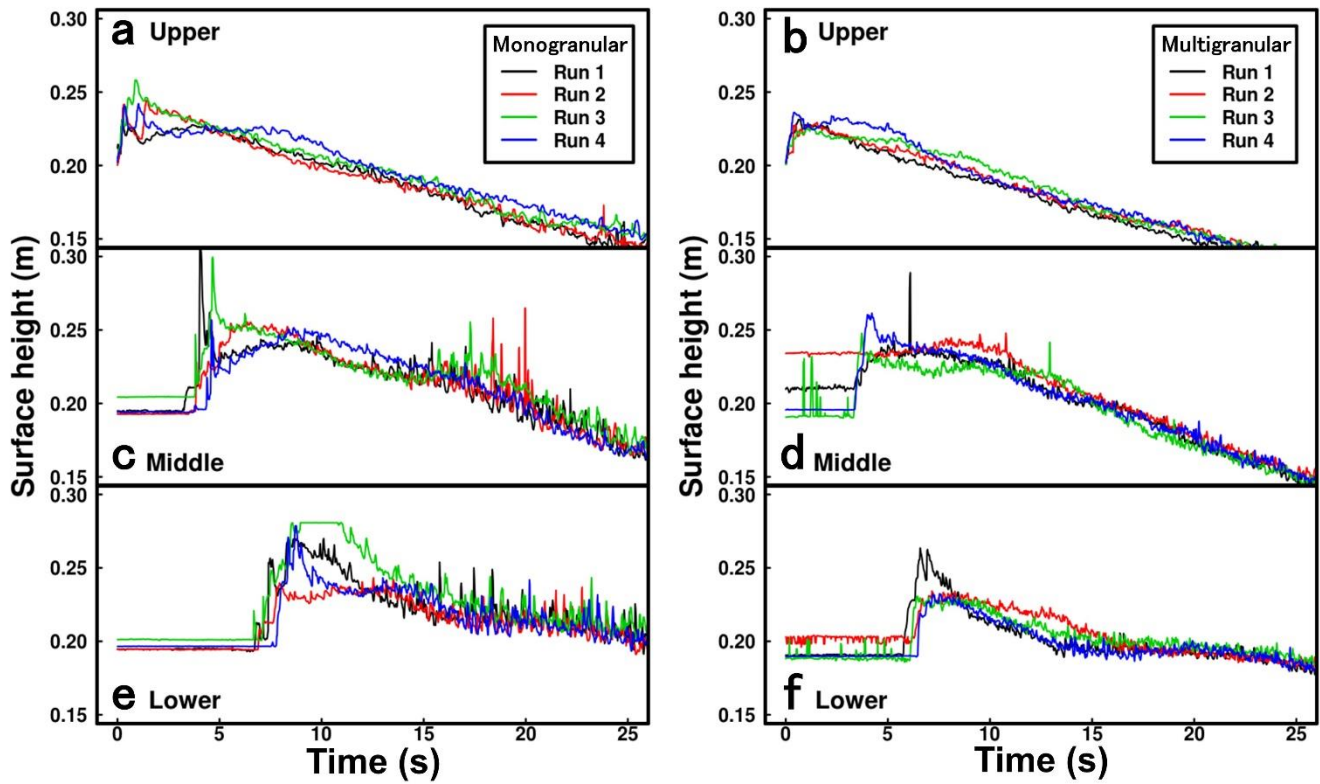 a Upper
Monogranular
Run 1
Run 2
Run 3
Run 4
0.30
0.25
0.20
0.15
c Middle
0.30
0.25
0.20
0.15
e Lower
0.30
0.25
0.20
0.15
0 5 10 15 20 25
Surface height (m)
Time (s)
b Upper
Multigranular
Run 1
Run 2
Run 3
Run 4
0.30
0.25
0.20
0.15
d Middle
0.30
0.25
0.20
0.15
f Lower
0.30
0.25
0.20
0.15
0 5 10 15 20 25
Surface height (m)
Time (s)